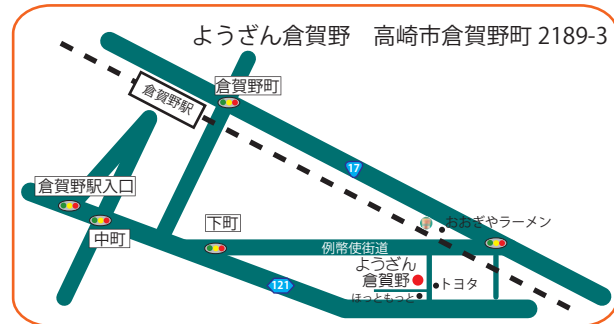 ようざん倉賀野　高崎市倉賀野町 2189-3
倉賀野町
倉賀野駅
17
倉賀野駅入口
中町
下町
おおぎやラーメン
例幣使街道
ようざん
倉賀野
トヨタ
ほっともっと
121